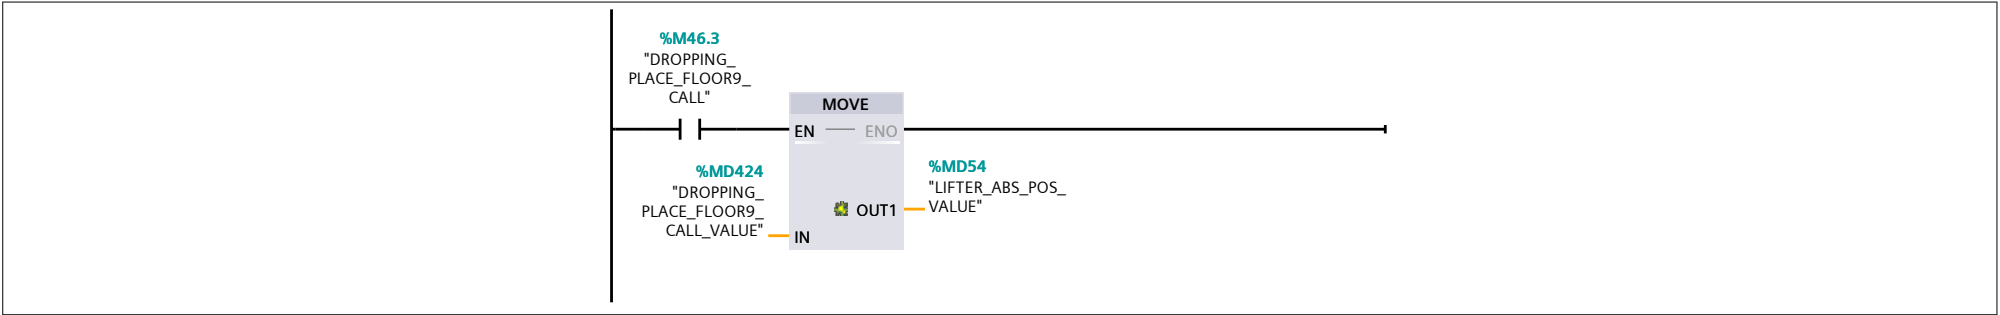 %M46.3
"DROPPING_
PLACE_FLOOR9_
CALL"
MOVE
EN
ENO
%MD424
"DROPPING_
PLACE_FLOOR9_
CALL_VALUE"
IN
OUT1
%MD54
"LIFTER_ABS_POS_
VALUE"